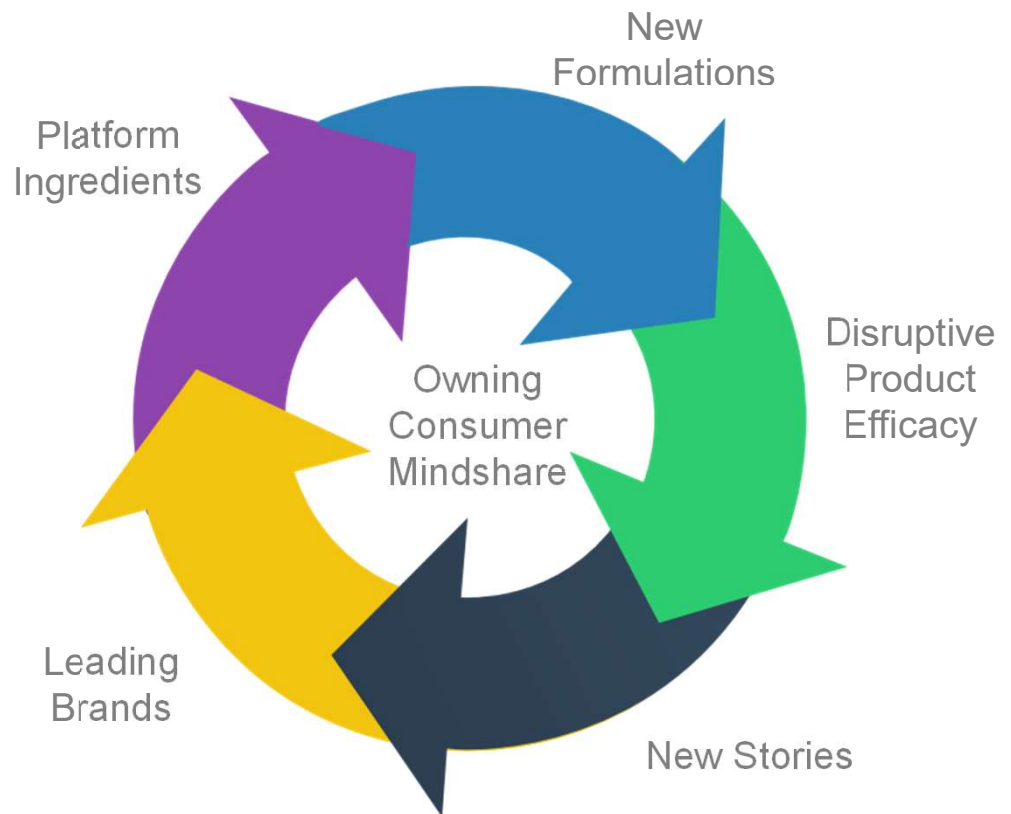 New
Formulations
Platform
Ingredients
Disruptive
Product
Efficacy
Owning
Consumer
Mindshare
Leading
Brands
New Stories